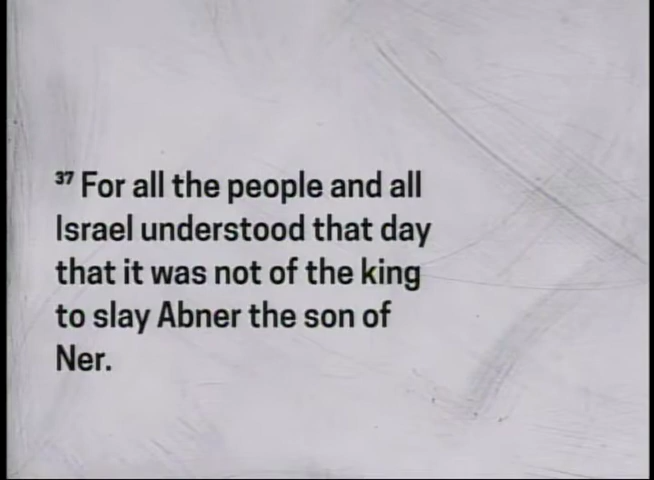 ³⁷ For all the people and all
Israel understood that day
that it was not of the king
to slay Abner the son of
Ner.